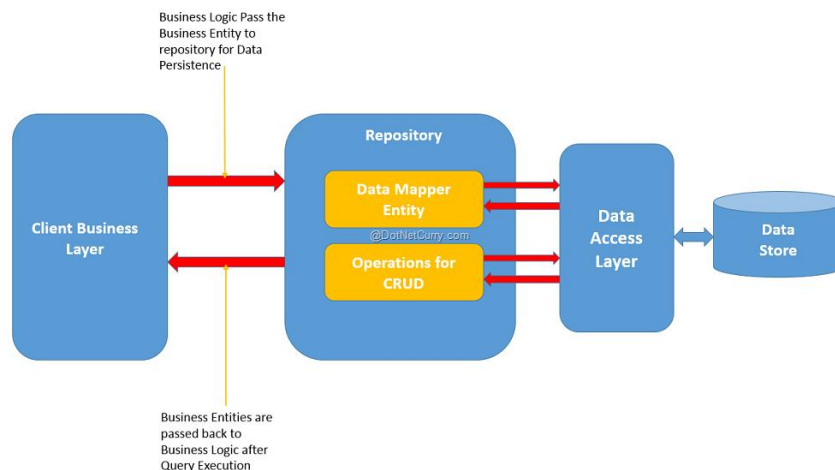 Business Logic Pass the
Business Entity to
repository for Data
Persistence
Client Business
Layer
Repository
Data Mapper
Entity
@DotNetCurry.com
Operations for
CRUD
Data
Access
Layer
Data
Store
Business Entities are
passed back to
Business Logic after
Query Execution